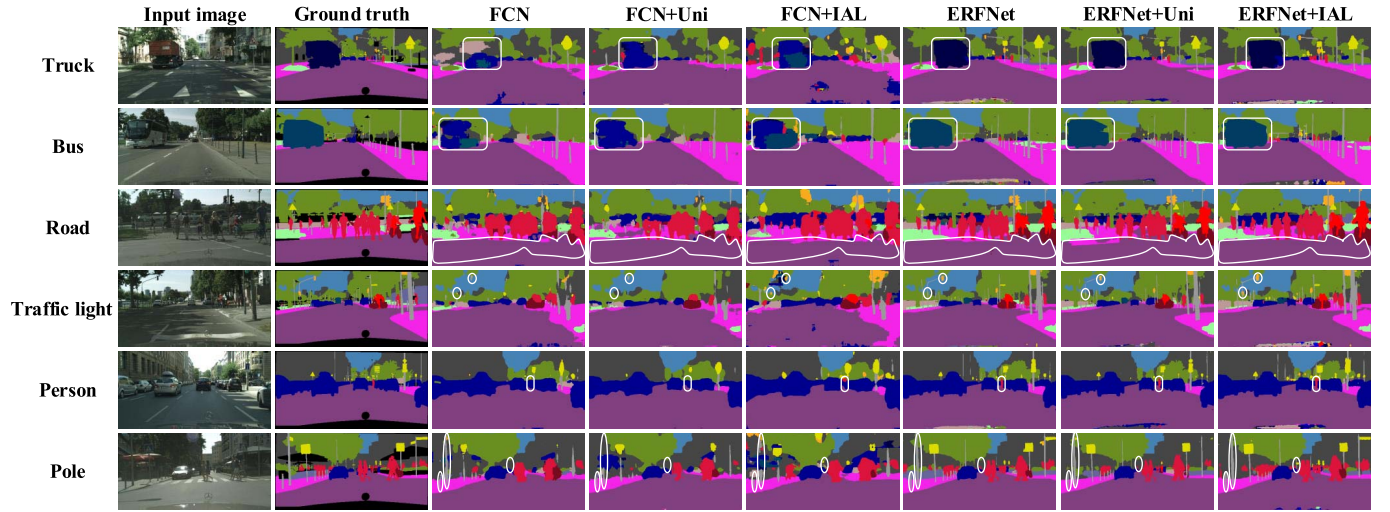 Input image Ground truth FCN FCN+Uni FCN+IAL ERFNet ERFNet+Uni ERFNet+IAL
Truck
Bus
Road
Traffic light
Person
Pole